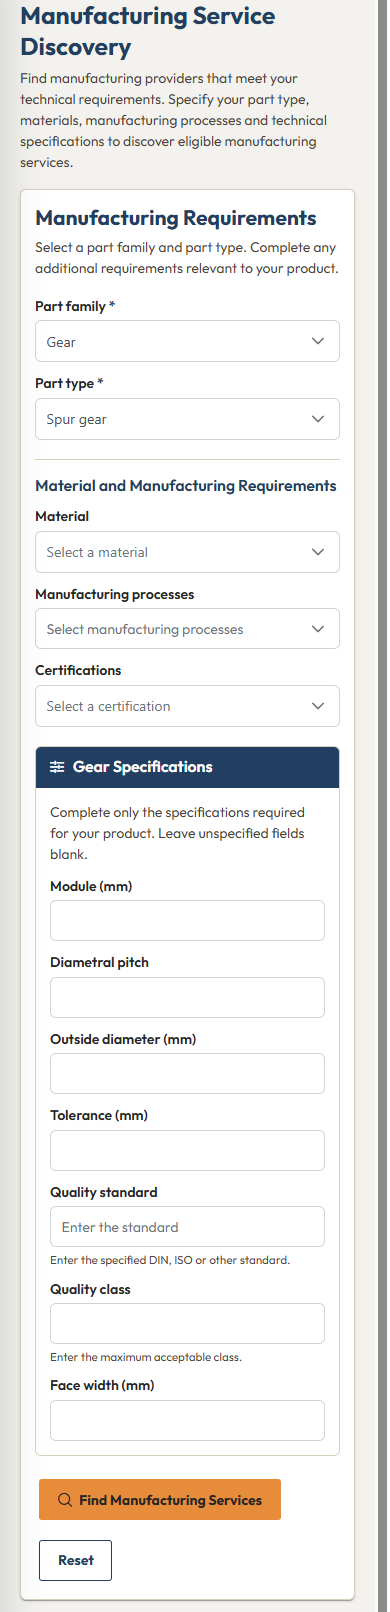 Manufacturing Service
Discovery
Find manufacturing providers that meet your
technical requirements. Specify your part type,
materials, manufacturing processes and technical
specifications to discover eligible manufacturing
services.
Manufacturing Requirements
Select a part family and part type. Complete any
additional requirements relevant to your product.
Part family *
Gear
Part type *
Spur gear
Material and Manufacturing Requirements
Material
Select a material
Manufacturing processes
Select manufacturing processes
Certifications
Select a certification
Gear Specifications
Complete only the specifications required
for your product. Leave unspecified fields
blank.
Module (mm)
Diametral pitch
Outside diameter (mm)
Tolerance (mm)
Quality standard
Enter the standard
Enter the specified DIN, ISO or other standard.
Quality class
Enter the maximum acceptable class.
Face width (mm)
Find Manufacturing Services
Reset